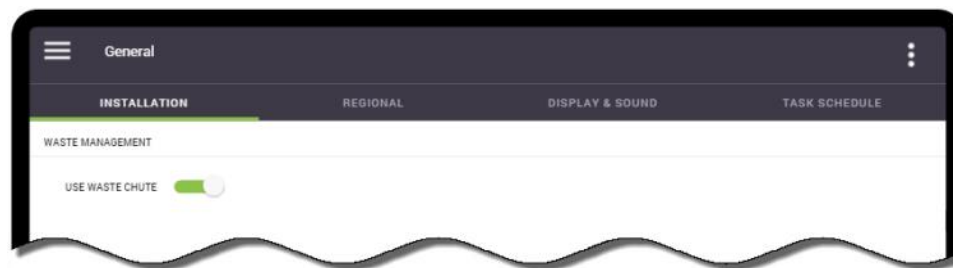 General
INSTALLATION REGIONAL DISPLAY & SOUND TASK SCHEDULE
WASTE MANAGEMENT
USE WASTE CHUTE